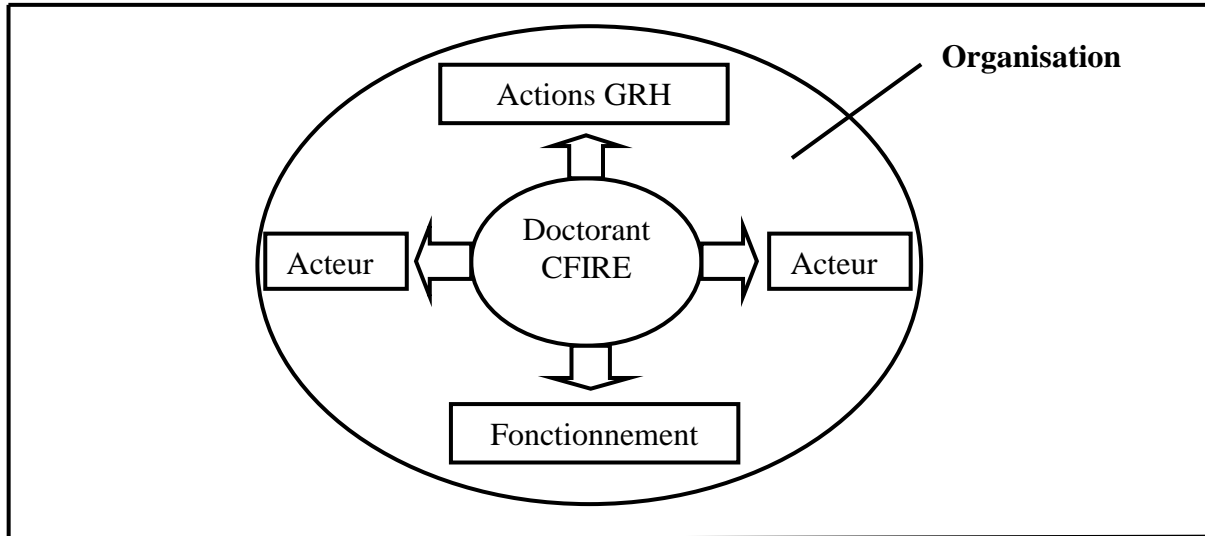 Organisation
Actions GRH
Doctorant
CFIRE
Acteur
Acteur
Fonctionnement